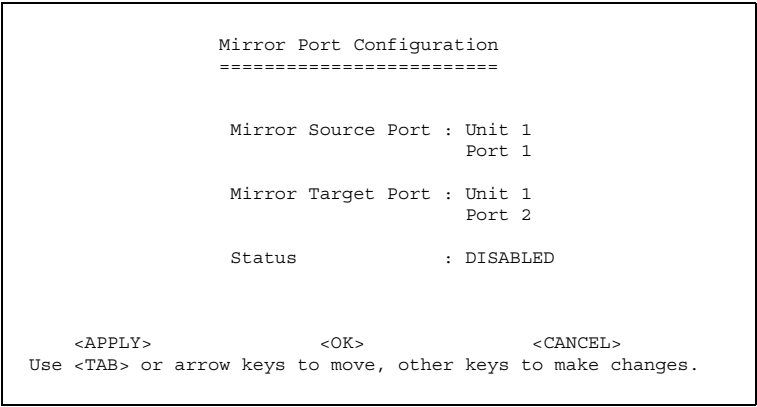 Mirror Port Configuration
=========================
Mirror Source Port : Unit 1
Port 1
Mirror Target Port : Unit 1
Port 2
Status : DISABLED
<APPLY> <OK> <CANCEL>
Use <TAB> or arrow keys to move, other keys to make changes.